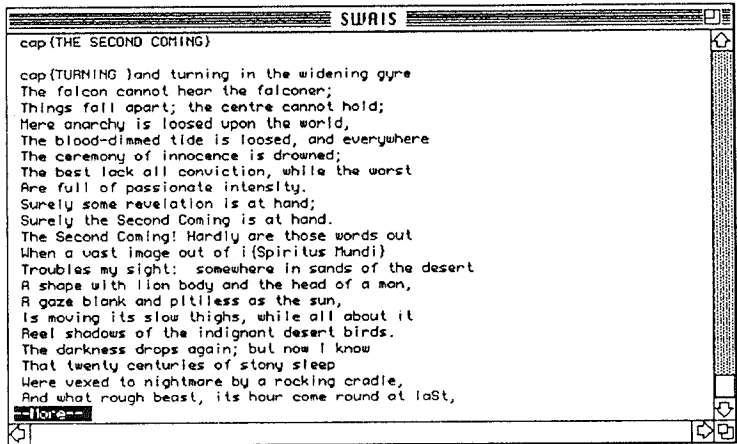 SWAIS
cap{THE SECOND COMING}
cap{TURNING }and turning in the widening gyre
The falcon cannot hear the falconer;
Things fall apart; the centre cannot hold;
Mere anarchy is loosed upon the world,
The blood-dimmed tide is loosed, and everywhere
The ceremony of innocence is drowned;
The best lack all conviction, while the worst
Are full of passionate intensity.
Surely some revelation is at hand;
Surely the Second Coming is at hand.
The Second Coming! Hardly are those words out
When a vast image out of i{Spiritus Mundi}
Troubles my sight:  somewhere in sands of the desert
A shape with lion body and the head of a man,
A gaze blank and pitiless as the sun,
Is moving its slow thighs, while all about it
Reel shadows of the indignant desert birds.
The darkness drops again; but now I know
That twenty centuries of stony sleep
Were vexed to nightmare by a rocking cradle,
And what rough beast, its hour come round at laSt,
--More--